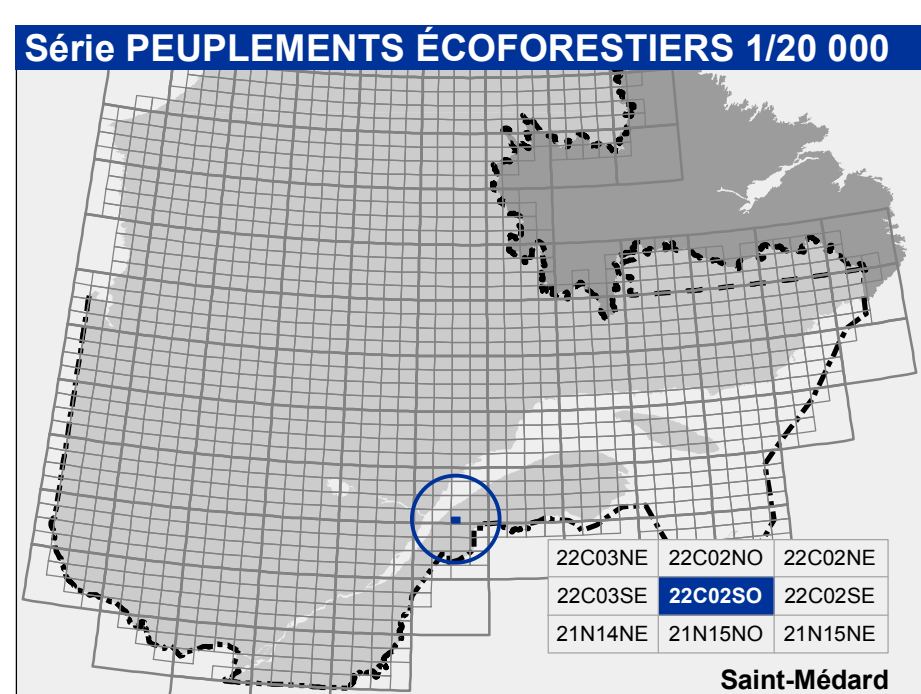 Série PEUPLEMENTS ÉCOFORESTIERS 1/20 000
22C03NE 22C02NO 22C02NE
22C03SE 22C02SO 22C02SE
21N14NE 21N15NO 21N15NE
Saint-Médard